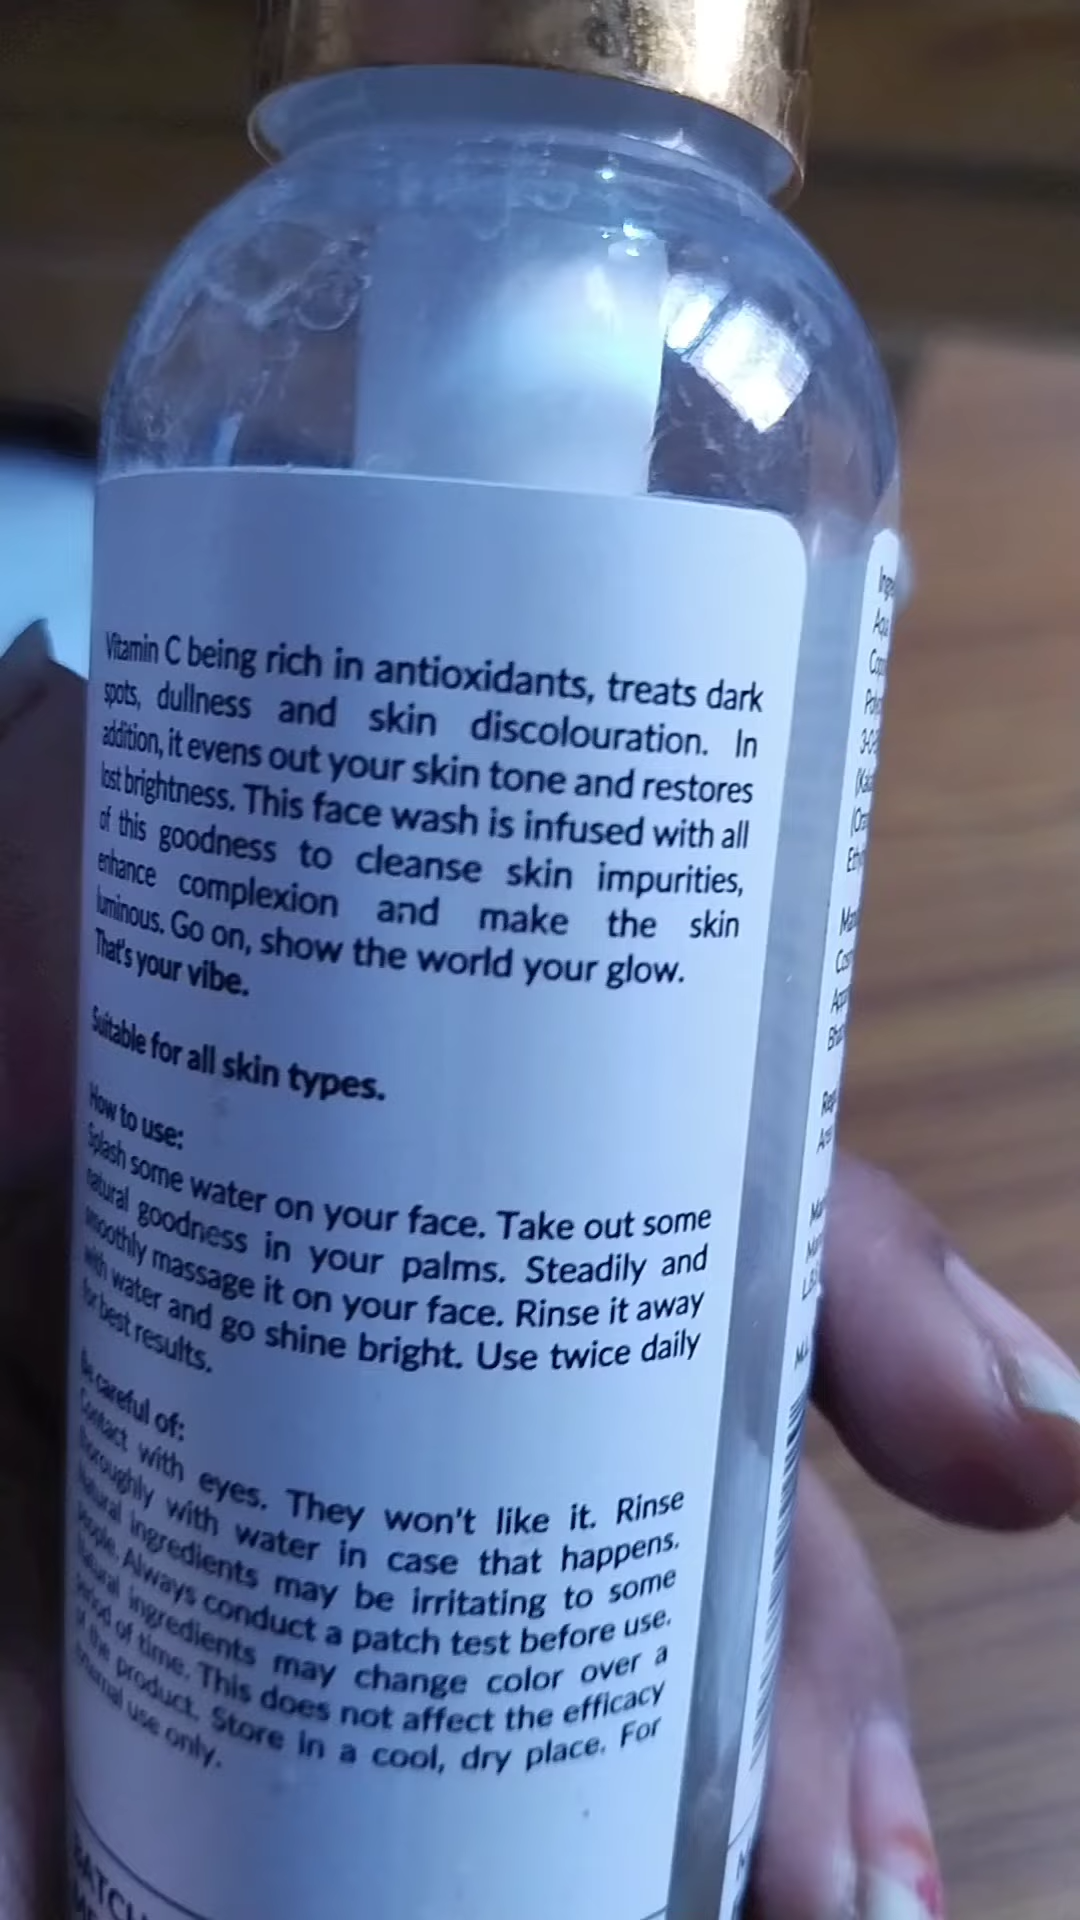 Vitamin C being rich in antioxidants, treats dark
spots, dullness and skin discolouration. In
addition, it evens out your skin tone and restores
lost brightness. This face wash is infused with all
of this goodness to cleanse skin impurities,
enhance complexion and make the skin
luminous. Go on, show the world your glow.
That's your vibe.
Suitable for all skin types.
How to use:
Splash some water on your face. Take out some
natural goodness in your palms. Steadily and
smoothly massage it on your face. Rinse it away
with water and go shine bright. Use twice daily
for best results.
Be careful of:
Contact with eyes. They won't like it. Rinse
thoroughly with water in case that happens.
Natural ingredients may be irritating to some
people. Always conduct a patch test before use.
Natural ingredients may change color over a
period of time. This does not affect the efficacy
of the product. Store in a cool, dry place. For
external use only.